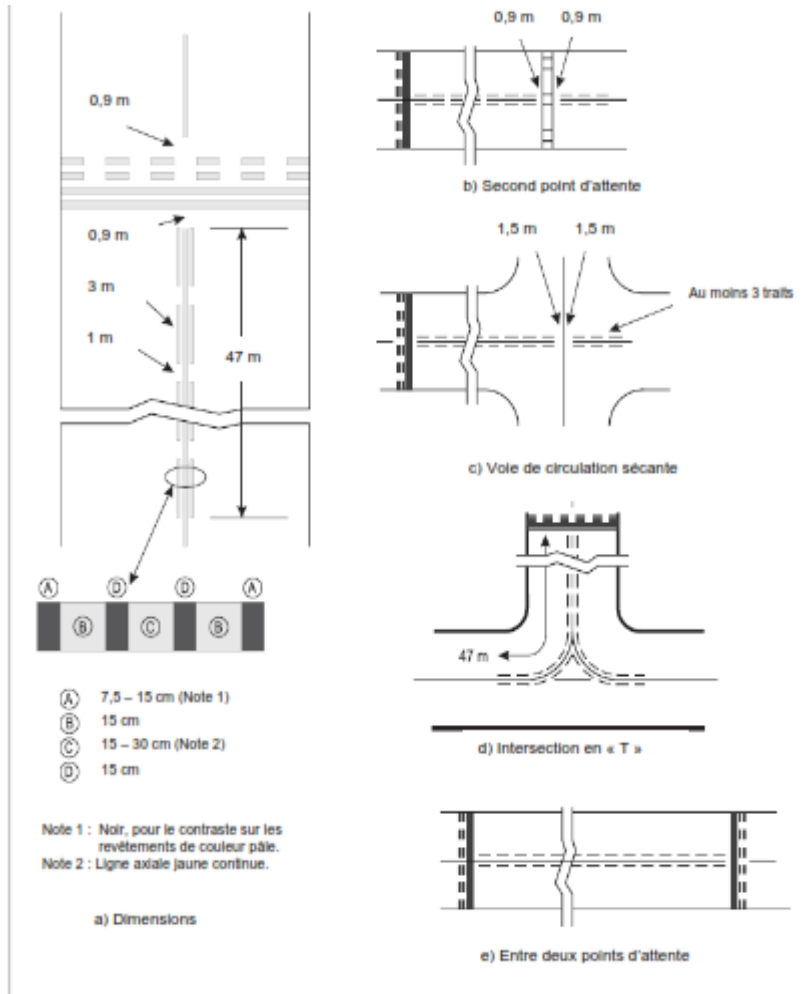 0,9 m
0,9 m
3 m
1 m
47 m
A D D A
B C B
A 7,5 – 15 cm (Note 1)
B 15 cm
C 15 – 30 cm (Note 2)
D 15 cm
Note 1 : Noir, pour le contraste sur les
revêtements de couleur pâle.
Note 2 : Ligne axiale jaune continue.
a) Dimensions
0,9 m 0,9 m
b) Second point d'attente
1,5 m 1,5 m
Au moins 3 traits
c) Voie de circulation sécante
47 m
d) Intersection en « T »
e) Entre deux points d'attente